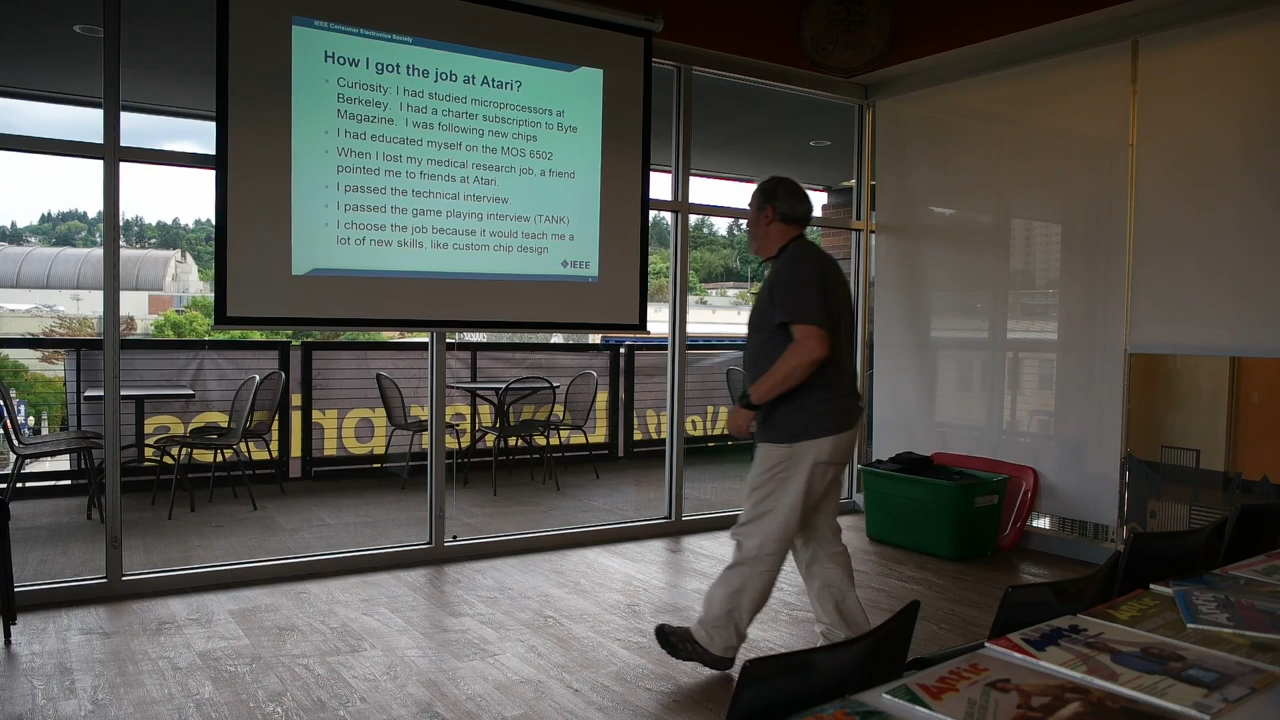 IEEE Consumer Electronics Society
How I got the job at Atari?
Curiosity: I had studied microprocessors at
Berkeley. I had a charter subscription to Byte
Magazine. I was following new chips
I had educated myself on the MOS 6502
When I lost my medical research job, a friend
pointed me to friends at Atari.
I passed the technical interview.
I passed the game playing interview (TANK)
I choose the job because it would teach me a
lot of new skills, like custom chip design
IEEE
Antic
Antic
Antic